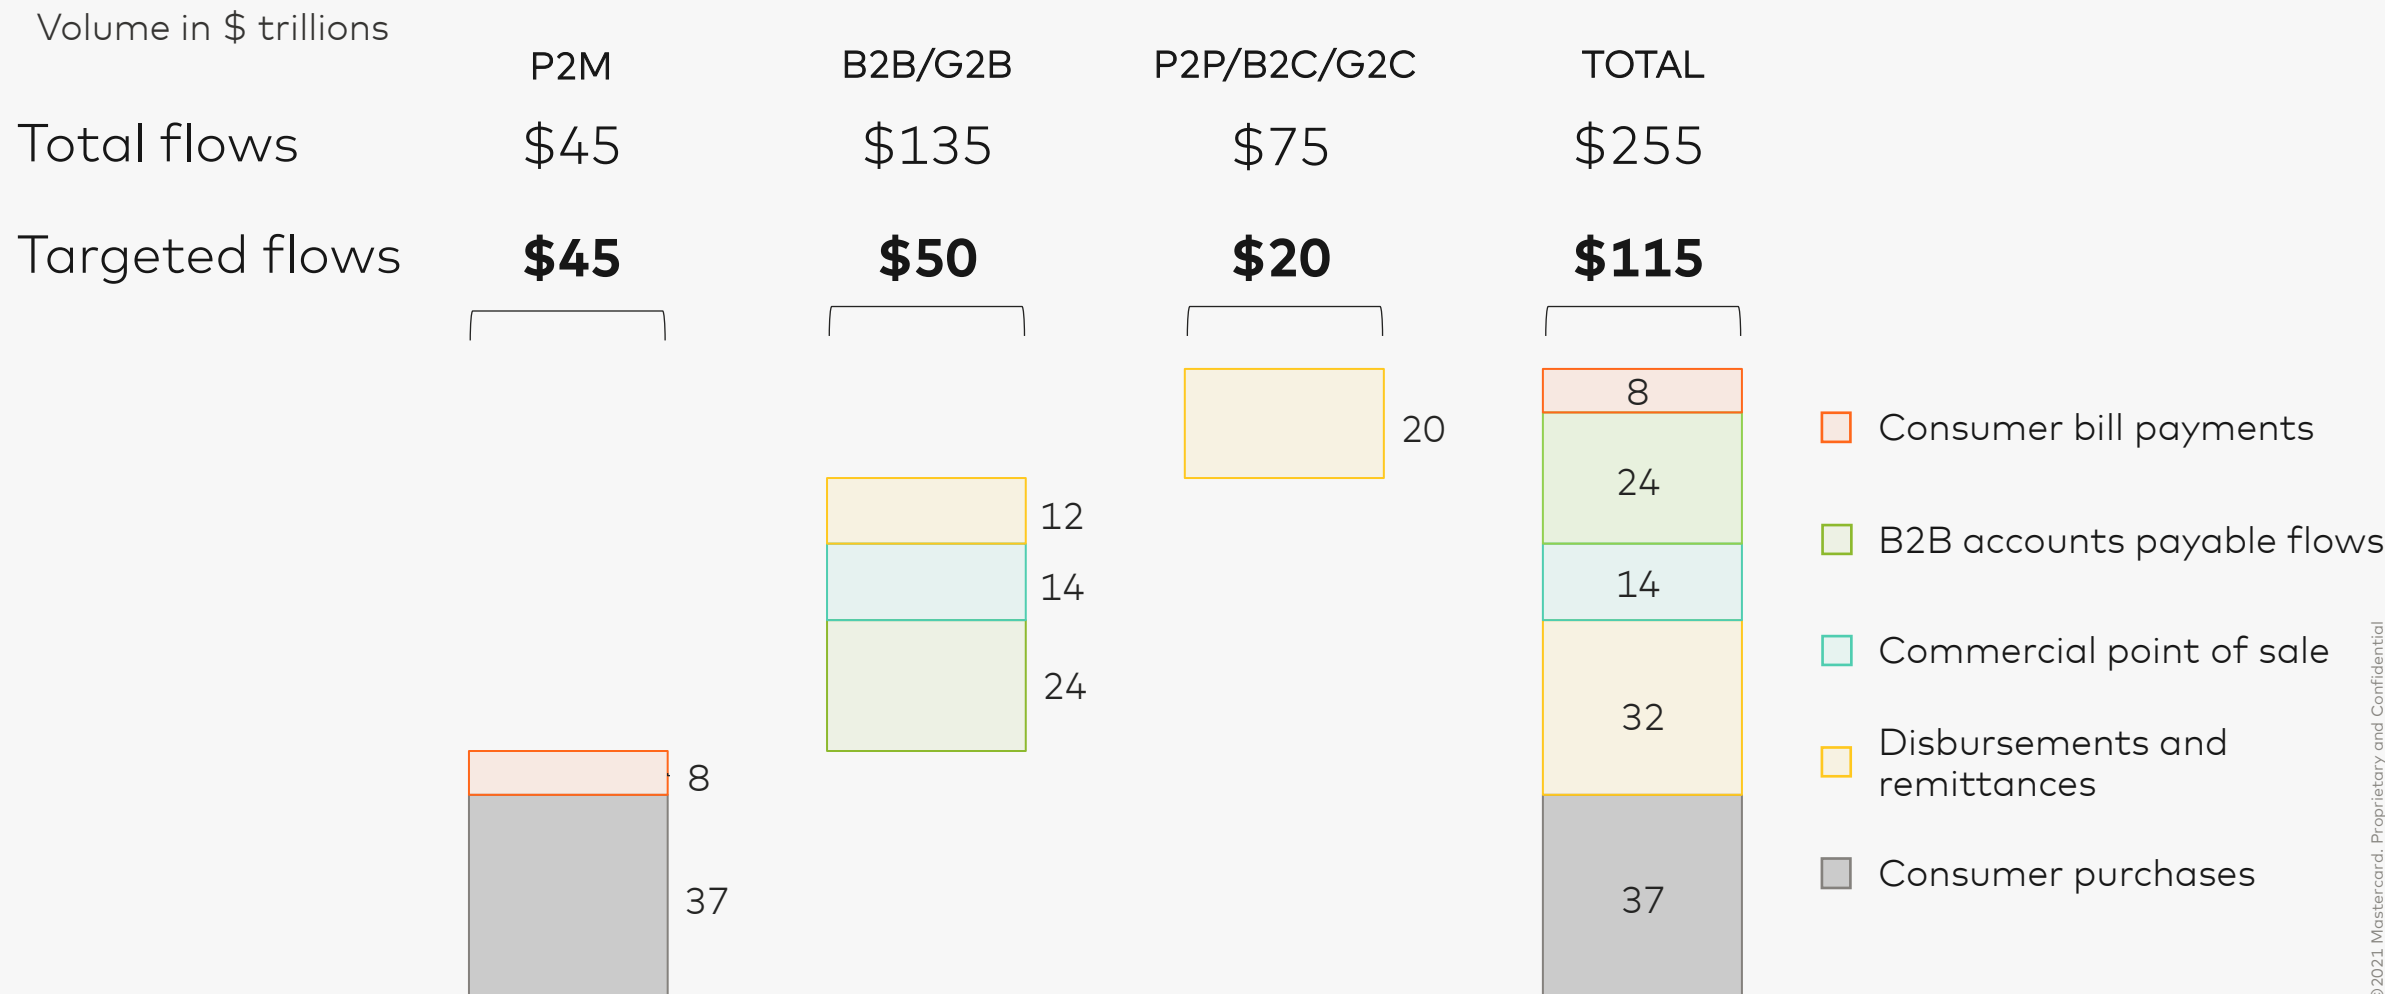 Volume in $ trillions
P2M B2B/G2B P2P/B2C/G2C TOTAL
Total flows $45 $135 $75 $255
Targeted flows $45 $50 $20 $115
8
24
14
32
37
20
12
14
24
8
37
Consumer bill payments
B2B accounts payable flows
Commercial point of sale
Disbursements and
remittances
Consumer purchases
©2021 Mastercard. Proprietary and Confidential